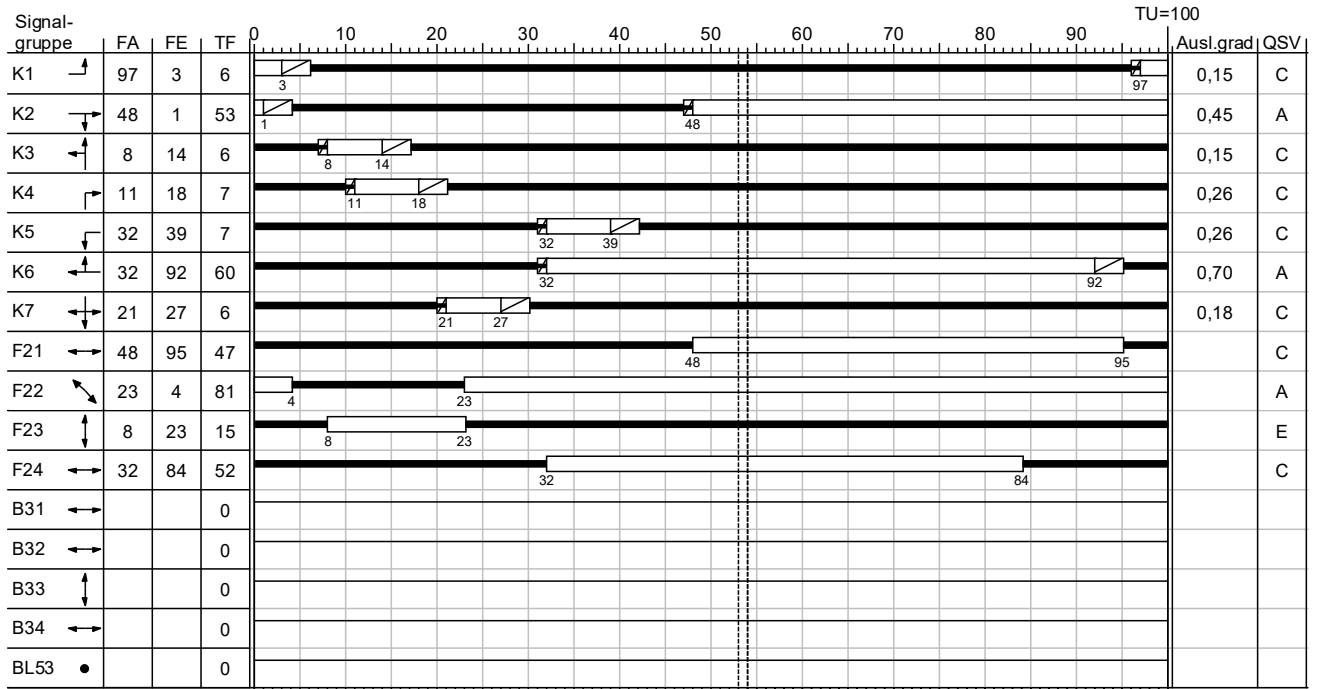 TU=100
Signal-
gruppe FA FE TF 0 10 20 30 40 50 60 70 80 90 Ausl.grad QSV
K1 97 3 6 0,15 C
3 97
K2 48 1 53 0,45 A
1 48
K3 8 14 6 0,15 C
8 14
K4 11 18 7 0,26 C
11 18
K5 32 39 7 0,26 C
32 39
K6 32 92 60 0,70 A
32 92
K7 21 27 6 0,18 C
21 27
F21 48 95 47 C
48 95
F22 23 4 81 A
4 23
F23 8 23 15 E
8 23
F24 32 84 52 C
32 84
B31 0
B32 0
B33 0
B34 0
BL53 0